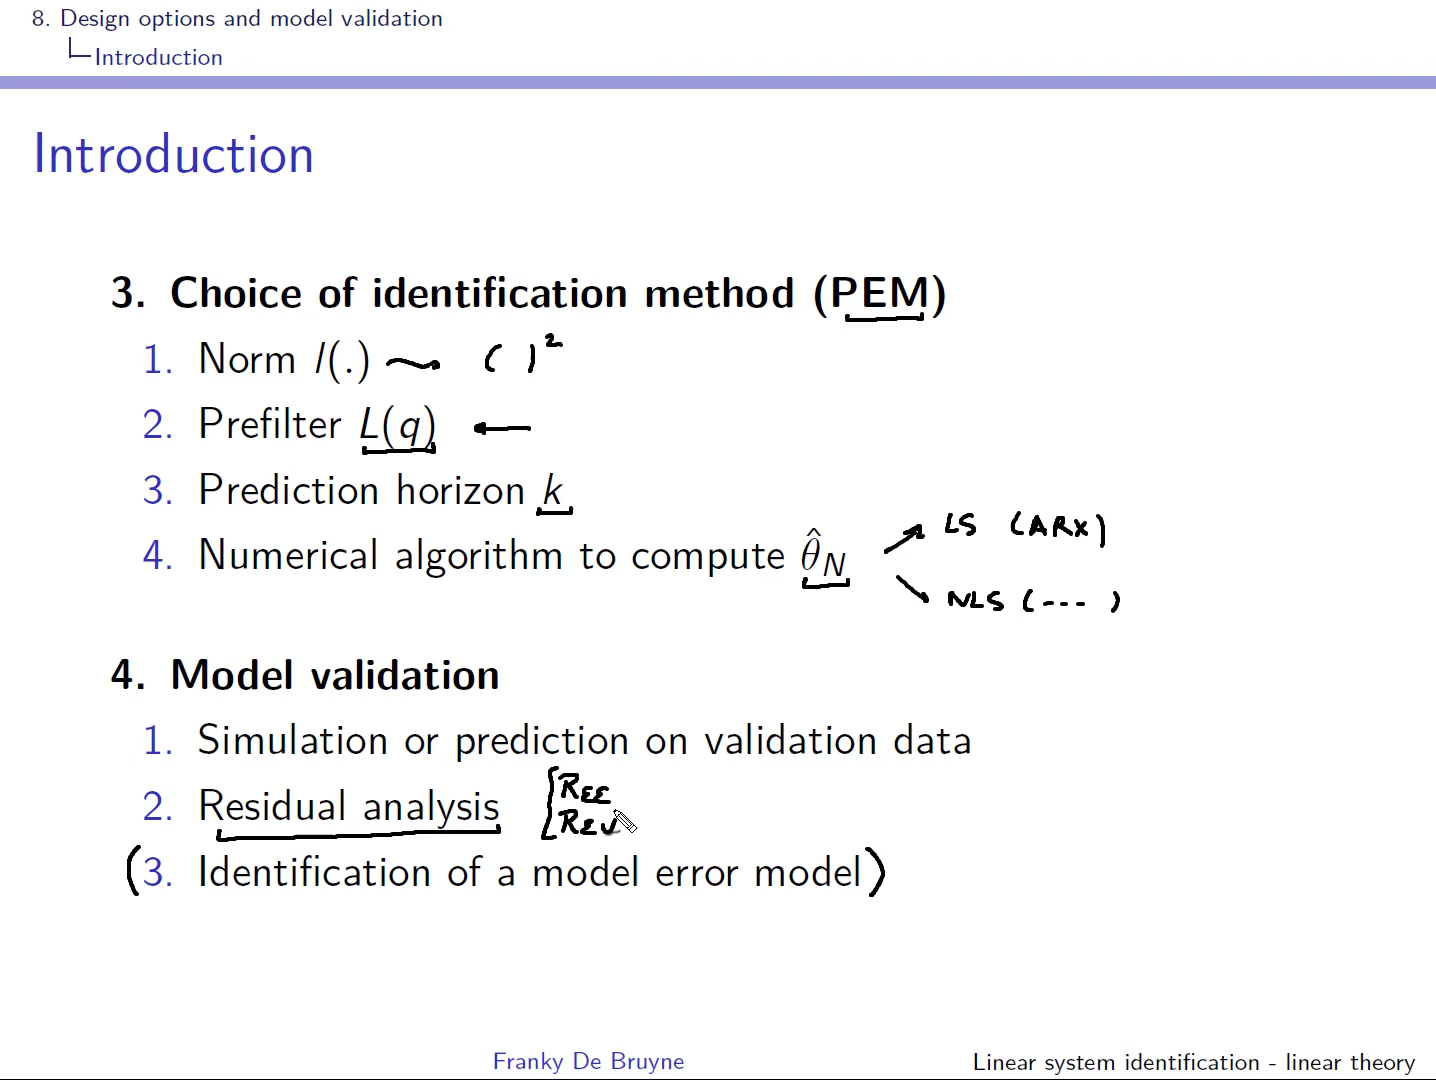 8. Design options and model validation
Introduction
Introduction
3. Choice of identification method (PEM)
1. Norm l(.) ~ ( )²
2. Prefilter L(q) ←
3. Prediction horizon k
4. Numerical algorithm to compute θ̂_N
LS (ARX)
NLS (--- )
4. Model validation
1. Simulation or prediction on validation data
2. Residual analysis
Rεε
Rεu
(3. Identification of a model error model)
Franky De Bruyne
Linear system identification - linear theory